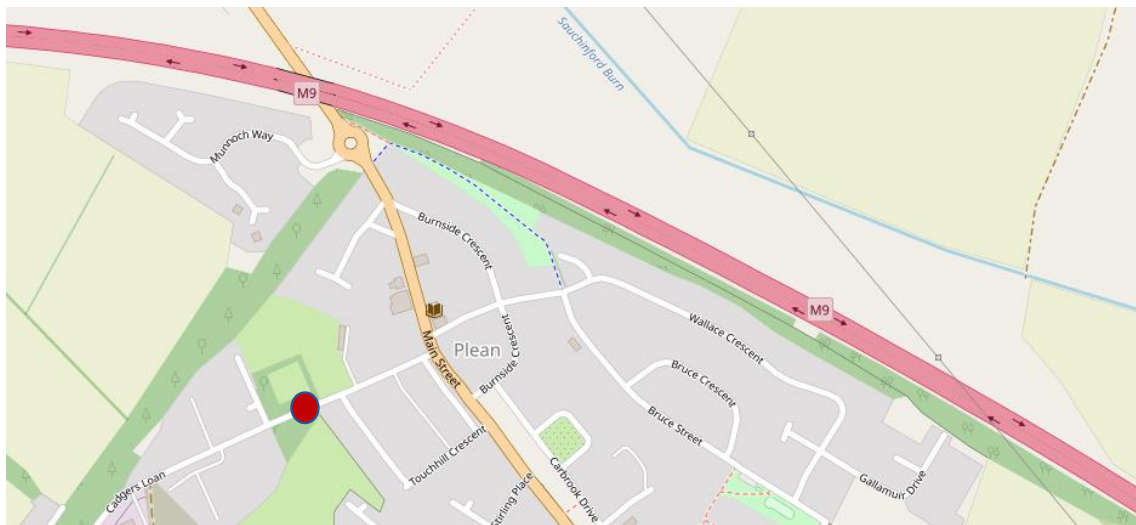 Sauchinford Burn
M9
Munnoch Way
Burnside Crescent
M9
Wallace Crescent
Main Street
Plean
Burnside Crescent
Bruce Crescent
Bruce Street
Touchhill Crescent
Carbrook Drive
Gallamuir Drive
Cadgers Loan
Stirling Place